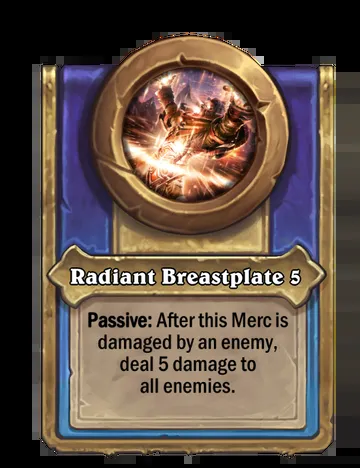 Radiant Breastplate 5
Passive: After this Merc is
damaged by an enemy,
deal 5 damage to
all enemies.